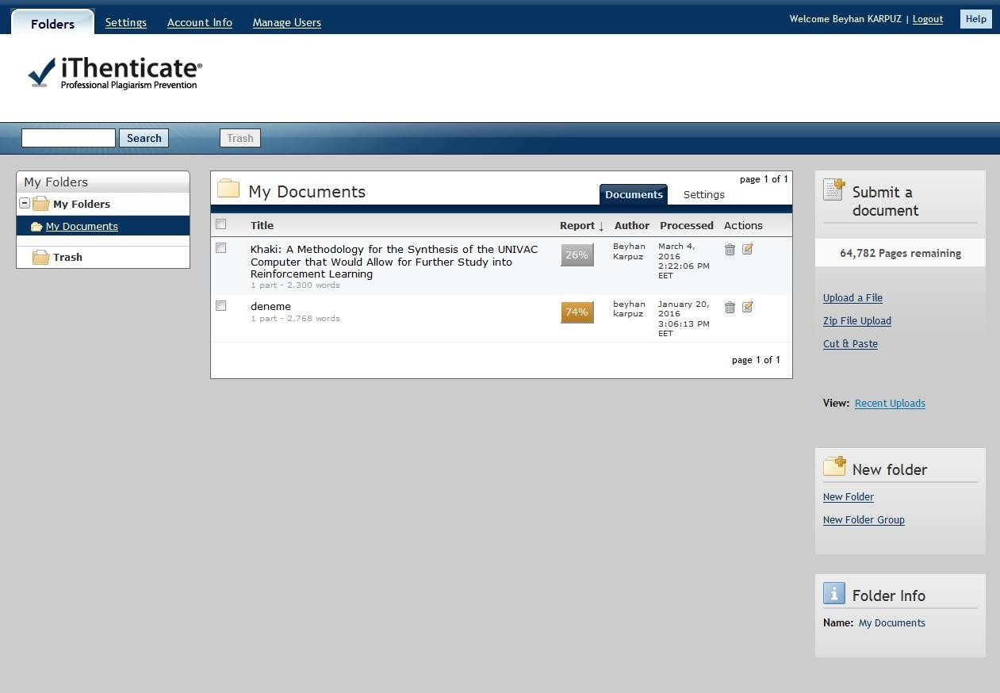 Folders
Settings
Account Info
Manage Users
Welcome Beyhan KARPUZ | Logout
Help
iThenticate®
Professional Plagiarism Prevention
Search
Trash
My Folders
My Folders
My Documents
Trash
My Documents
page 1 of 1
Documents
Settings
Title
Report ↓
Author
Processed
Actions
Khaki: A Methodology for the Synthesis of the UNIVAC
Computer that Would Allow for Further Study into
Reinforcement Learning
1 part - 2,300 words
26%
Beyhan
Karpuz
March 4,
2016
2:22:06 PM
EET
deneme
1 part - 2,768 words
74%
beyhan
karpuz
January 20,
2016
3:06:13 PM
EET
page 1 of 1
Submit a
document
64,782 Pages remaining
Upload a File
Zip File Upload
Cut & Paste
View: Recent Uploads
New folder
New Folder
New Folder Group
Folder Info
Name: My Documents